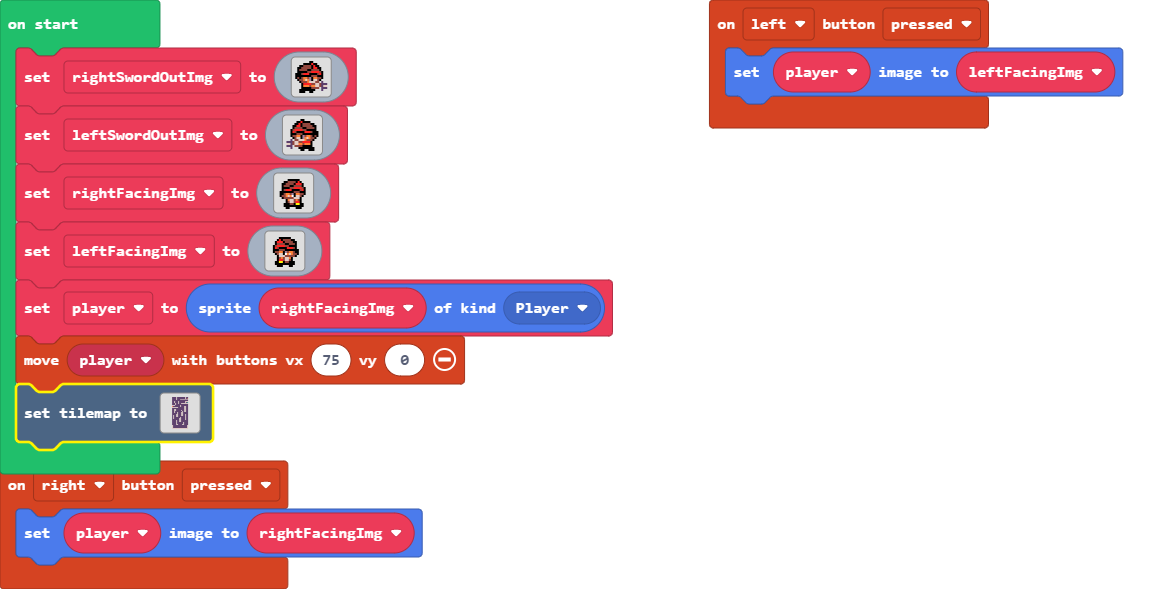 on start
set rightSwordOutImg to
set leftSwordOutImg to
set rightFacingImg to
set leftFacingImg to
set player to sprite rightFacingImg of kind Player
move player with buttons vx 75 vy 0
set tilemap to
on right button pressed
set player image to rightFacingImg
on left button pressed
set player image to leftFacingImg